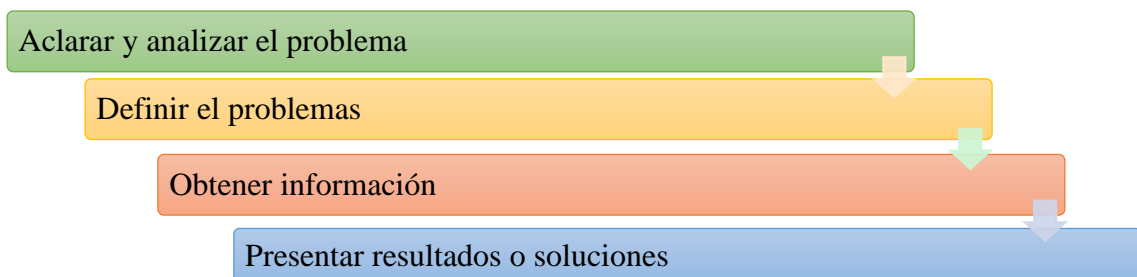 Aclarar y analizar el problema
Definir el problemas
Obtener información
Presentar resultados o soluciones